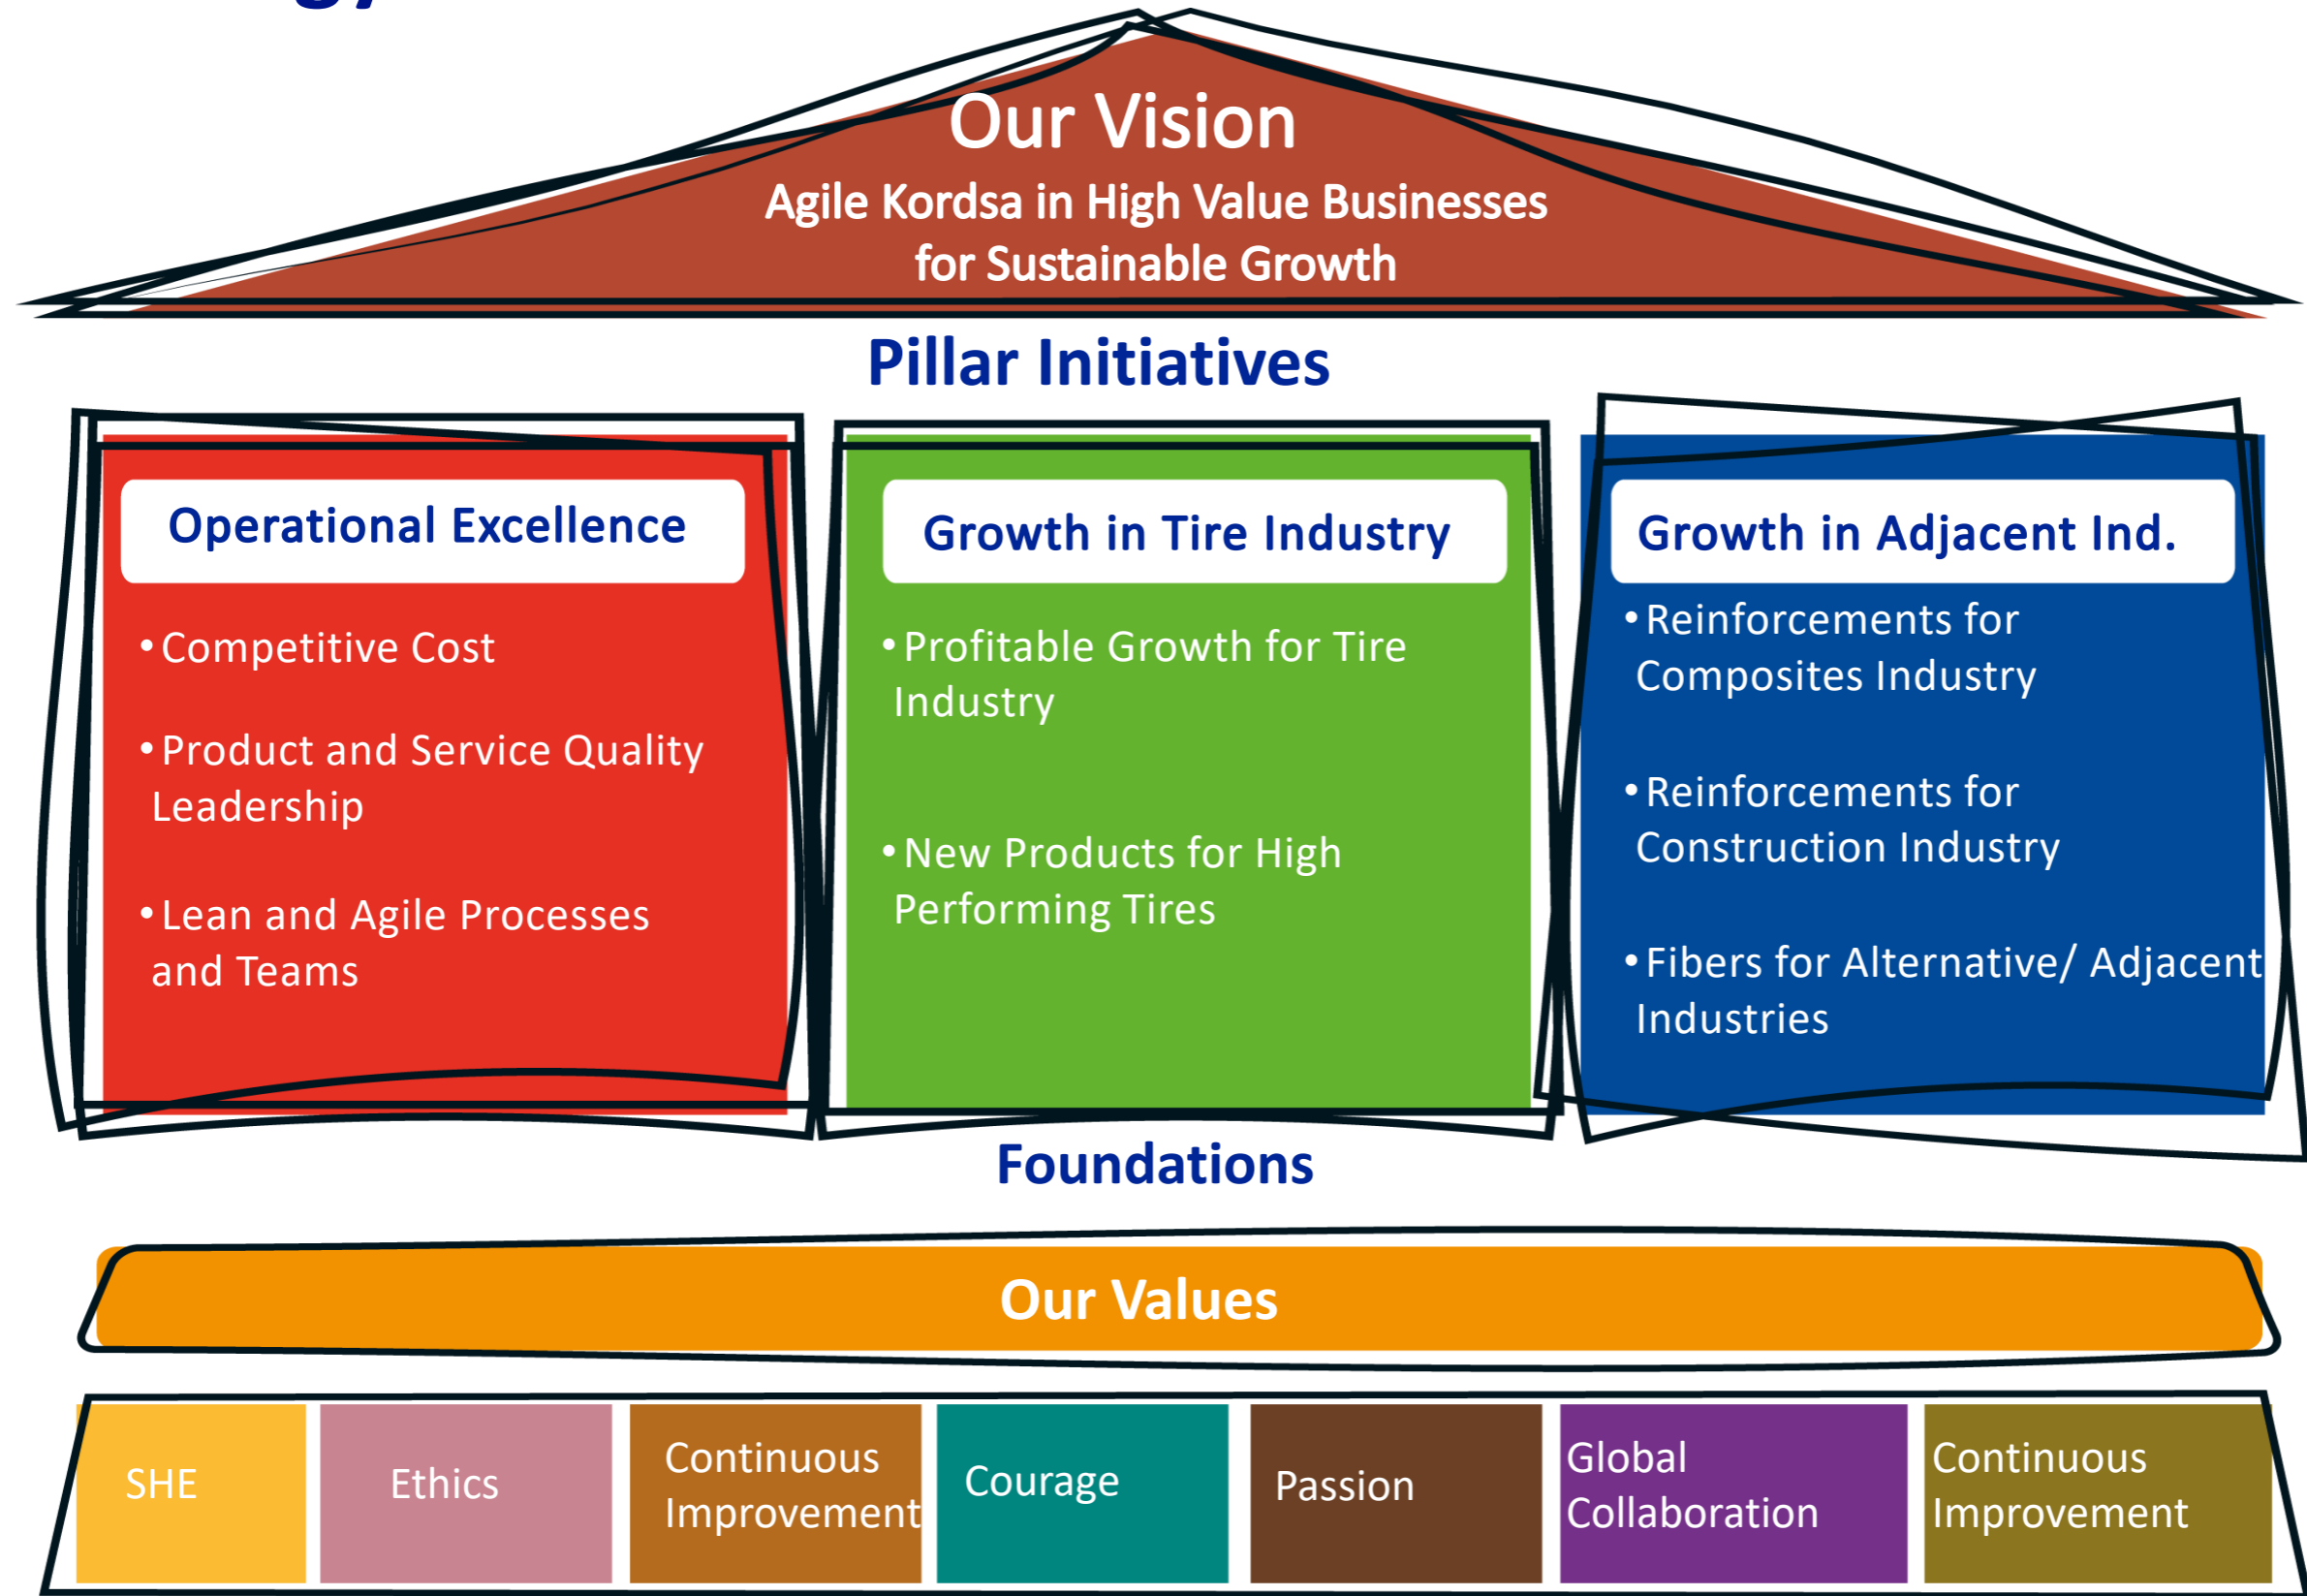 Our Vision
Agile Kordsa in High Value Businesses
for Sustainable Growth
Pillar Initiatives
Operational Excellence
•Competitive Cost
•Product and Service Quality
Leadership
•Lean and Agile Processes
and Teams
Growth in Tire Industry
•Profitable Growth for Tire
Industry
•New Products for High
Performing Tires
Growth in Adjacent Ind.
•Reinforcements for
Composites Industry
•Reinforcements for
Construction Industry
•Fibers for Alternative/ Adjacent
Industries
Foundations
Our Values
SHE
Ethics
Continuous
Improvement
Courage
Passion
Global
Collaboration
Continuous
Improvement